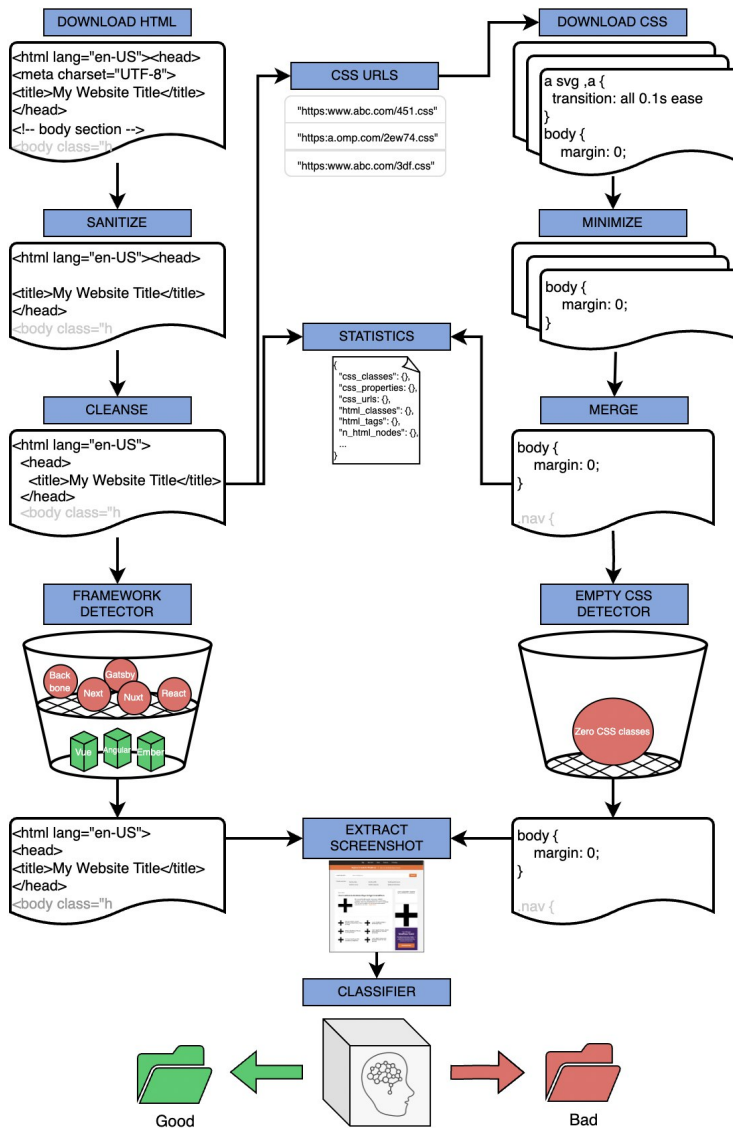 DOWNLOAD HTML
<html lang="en-US"><head>
<meta charset="UTF-8">
<title>My Website Title</title>
</head>
<!-- body section -->
<body class="h
CSS URLS
"https:www.abc.com/451.css"
"https:a.omp.com/2ew74.css"
"https:www.abc.com/3df.css"
DOWNLOAD CSS
a svg ,a {
transition: all 0.1s ease
}
body {
margin: 0;
SANITIZE
<html lang="en-US"><head>
<title>My Website Title</title>
</head>
<body class="h
MINIMIZE
body {
margin: 0;
}
STATISTICS
{
"css_classes": {},
"css_properties: {},
"css_urls: {},
"html_classes": {},
"html_tags": {},
"n_html_nodes": {},
...
}
CLEANSE
<html lang="en-US">
<head>
<title>My Website Title</title>
</head>
<body class="h
MERGE
body {
margin: 0;
}
.nav {
FRAMEWORK
DETECTOR
Back
bone
Gatsby
Next
Nuxt
React
Vue
Angular
Ember
EMPTY CSS
DETECTOR
Zero CSS classes
<html lang="en-US">
<head>
<title>My Website Title</title>
</head>
<body class="h
EXTRACT
SCREENSHOT
body {
margin: 0;
}
.nav {
CLASSIFIER
Good
Bad